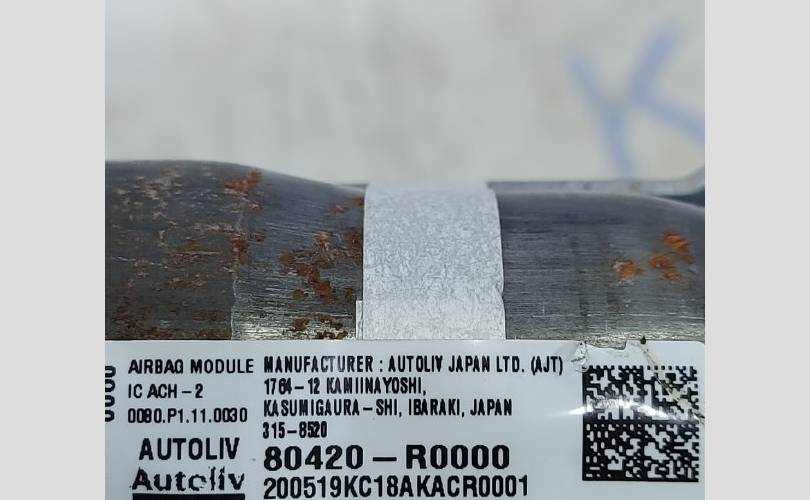 AIRBAG MODULE
IC ACH-2
0080.P1.11.0030
AUTOLIV
Autoliv
MANUFACTURER : AUTOLIV JAPAN LTD. (AJT)
1764-12 KAMIINAYOSHI,
KASUMIGAURA-SHI, IBARAKI, JAPAN
315-8520
80420-R0000
200519KC18AKACR0001